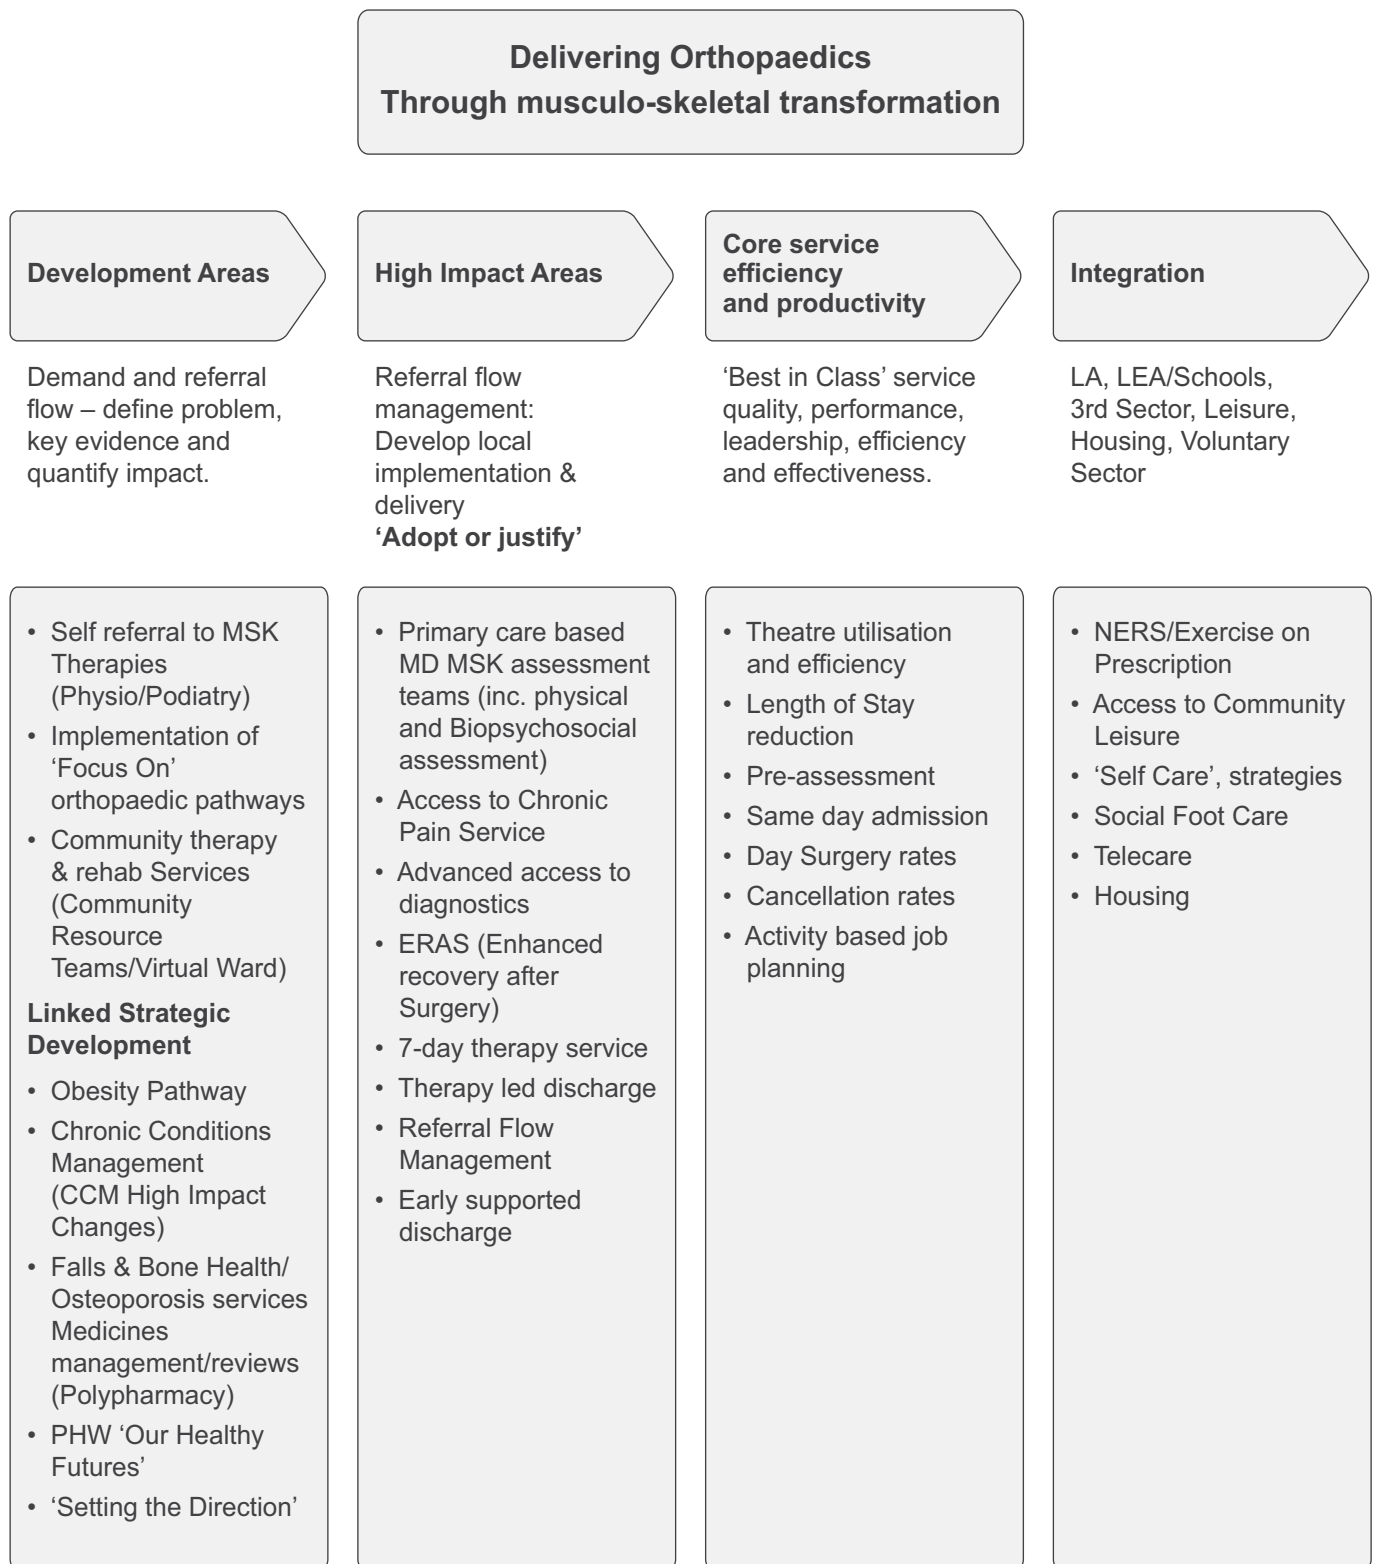 Delivering Orthopaedics
Through musculo-skeletal transformation
Development Areas
Demand and referral
flow – define problem,
key evidence and
quantify impact.
• Self referral to MSK
Therapies
(Physio/Podiatry)
• Implementation of
‘Focus On’
orthopaedic pathways
• Community therapy
& rehab Services
(Community
Resource
Teams/Virtual Ward)
Linked Strategic
Development
• Obesity Pathway
• Chronic Conditions
Management
(CCM High Impact
Changes)
• Falls & Bone Health/
Osteoporosis services
Medicines
management/reviews
(Polypharmacy)
• PHW ‘Our Healthy
Futures’
• ‘Setting the Direction’
High Impact Areas
Referral flow
management:
Develop local
implementation &
delivery
‘Adopt or justify’
• Primary care based
MD MSK assessment
teams (inc. physical
and Biopsychosocial
assessment)
• Access to Chronic
Pain Service
• Advanced access to
diagnostics
• ERAS (Enhanced
recovery after
Surgery)
• 7-day therapy service
• Therapy led discharge
• Referral Flow
Management
• Early supported
discharge
Core service
efficiency
and productivity
‘Best in Class’ service
quality, performance,
leadership, efficiency
and effectiveness.
• Theatre utilisation
and efficiency
• Length of Stay
reduction
• Pre-assessment
• Same day admission
• Day Surgery rates
• Cancellation rates
• Activity based job
planning
Integration
LA, LEA/Schools,
3rd Sector, Leisure,
Housing, Voluntary
Sector
• NERS/Exercise on
Prescription
• Access to Community
Leisure
• ‘Self Care’, strategies
• Social Foot Care
• Telecare
• Housing